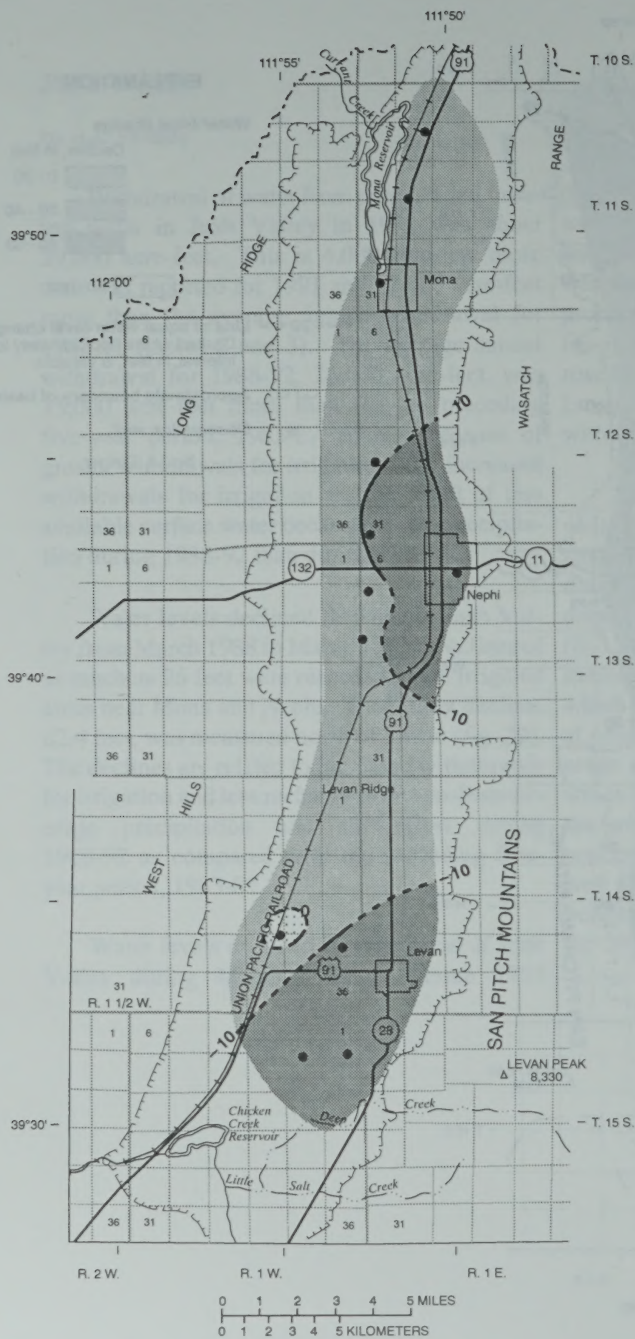 111°50'
111°55'
91
T. 10 S.
Currant
Creek
Mona Reservoir
RANGE
T. 11 S.
39°50'
RIDGE
112°00'
Mona
36 31
1 6
1 6
LONG
WASATCH
10
T. 12 S.
36 31
36 31
1 6
1 6
132
11
Nephi
39°40'
T. 13 S.
10
91
36 31
31
6
Levan Ridge
1
HILLS
WEST
UNION PACIFIC RAILROAD
SAN PITCH MOUNTAINS
10
T. 14 S.
0
Levan
91
31
36
R. 1 1/2 W.
1 6
1
28
10
LEVAN PEAK
8,330
39°30'
Chicken
Creek
Reservoir
Deep Creek
T. 15 S.
Little Salt Creek
36 31
36 31
R. 2 W. R. 1 W. R. 1 E.
0 1 2 3 4 5 MILES
0 1 2 3 4 5 KILOMETERS